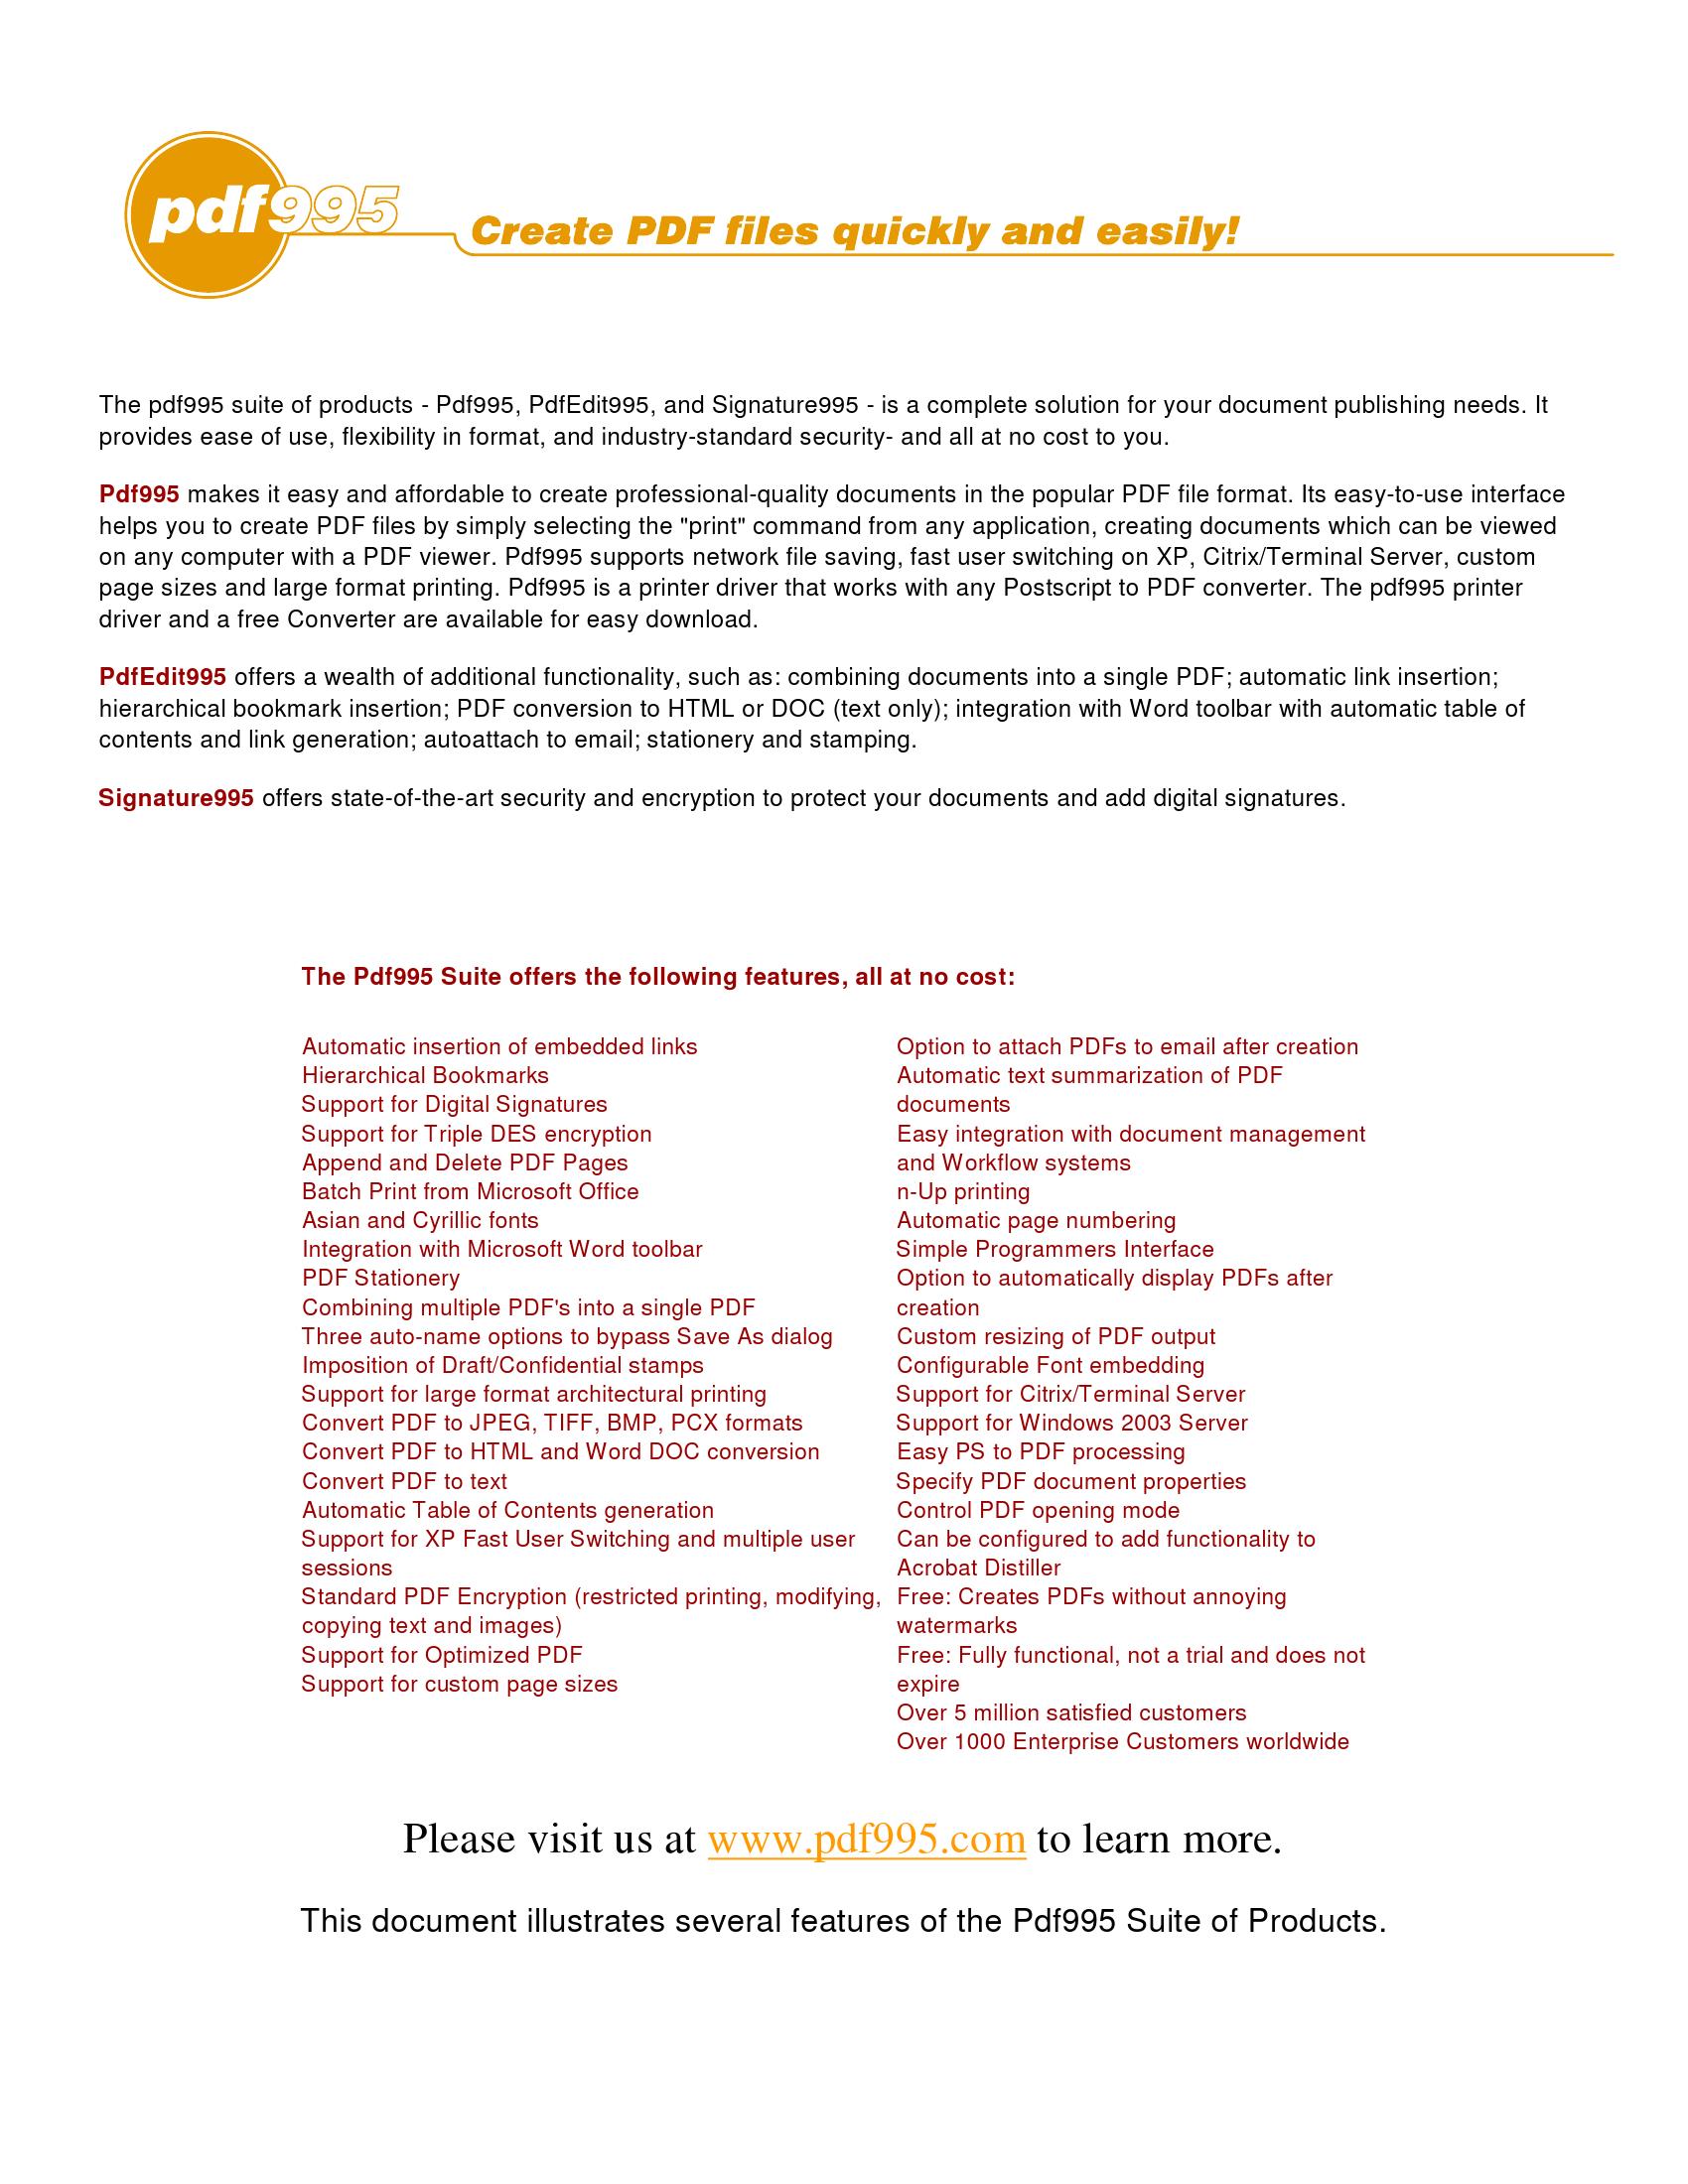 pdf995
Create PDF files quickly and easily!
The pdf995 suite of products - Pdf995, PdfEdit995, and Signature995 - is a complete solution for your document publishing needs. It
provides ease of use, flexibility in format, and industry-standard security- and all at no cost to you.
Pdf995 makes it easy and affordable to create professional-quality documents in the popular PDF file format. Its easy-to-use interface
helps you to create PDF files by simply selecting the "print" command from any application, creating documents which can be viewed
on any computer with a PDF viewer. Pdf995 supports network file saving, fast user switching on XP, Citrix/Terminal Server, custom
page sizes and large format printing. Pdf995 is a printer driver that works with any Postscript to PDF converter. The pdf995 printer
driver and a free Converter are available for easy download.
PdfEdit995 offers a wealth of additional functionality, such as: combining documents into a single PDF; automatic link insertion;
hierarchical bookmark insertion; PDF conversion to HTML or DOC (text only); integration with Word toolbar with automatic table of
contents and link generation; autoattach to email; stationery and stamping.
Signature995 offers state-of-the-art security and encryption to protect your documents and add digital signatures.
The Pdf995 Suite offers the following features, all at no cost:
Automatic insertion of embedded links
Hierarchical Bookmarks
Support for Digital Signatures
Support for Triple DES encryption
Append and Delete PDF Pages
Batch Print from Microsoft Office
Asian and Cyrillic fonts
Integration with Microsoft Word toolbar
PDF Stationery
Combining multiple PDF's into a single PDF
Three auto-name options to bypass Save As dialog
Imposition of Draft/Confidential stamps
Support for large format architectural printing
Convert PDF to JPEG, TIFF, BMP, PCX formats
Convert PDF to HTML and Word DOC conversion
Convert PDF to text
Automatic Table of Contents generation
Support for XP Fast User Switching and multiple user
sessions
Standard PDF Encryption (restricted printing, modifying,
copying text and images)
Support for Optimized PDF
Support for custom page sizes
Option to attach PDFs to email after creation
Automatic text summarization of PDF
documents
Easy integration with document management
and Workflow systems
n-Up printing
Automatic page numbering
Simple Programmers Interface
Option to automatically display PDFs after
creation
Custom resizing of PDF output
Configurable Font embedding
Support for Citrix/Terminal Server
Support for Windows 2003 Server
Easy PS to PDF processing
Specify PDF document properties
Control PDF opening mode
Can be configured to add functionality to
Acrobat Distiller
Free: Creates PDFs without annoying
watermarks
Free: Fully functional, not a trial and does not
expire
Over 5 million satisfied customers
Over 1000 Enterprise Customers worldwide
Please visit us at www.pdf995.com to learn more.
This document illustrates several features of the Pdf995 Suite of Products.